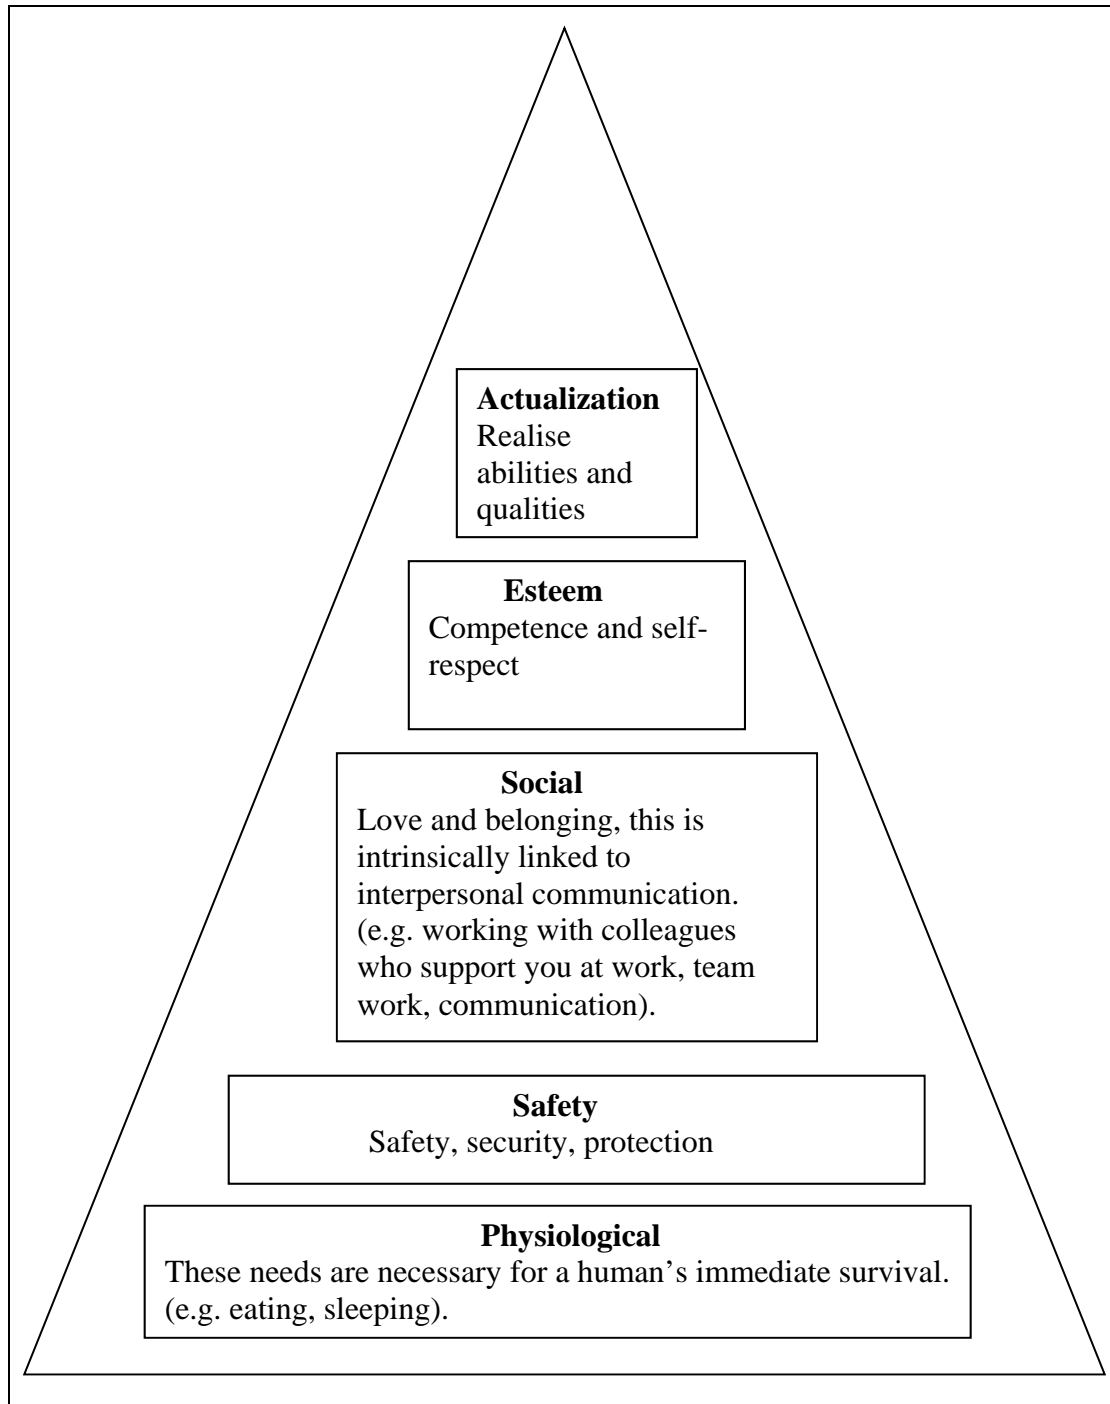 Actualization
Realise
abilities and
qualities
Esteem
Competence and self-
respect
Social
Love and belonging, this is
intrinsically linked to
interpersonal communication.
(e.g. working with colleagues
who support you at work, team
work, communication).
Safety
Safety, security, protection
Physiological
These needs are necessary for a human’s immediate survival.
(e.g. eating, sleeping).